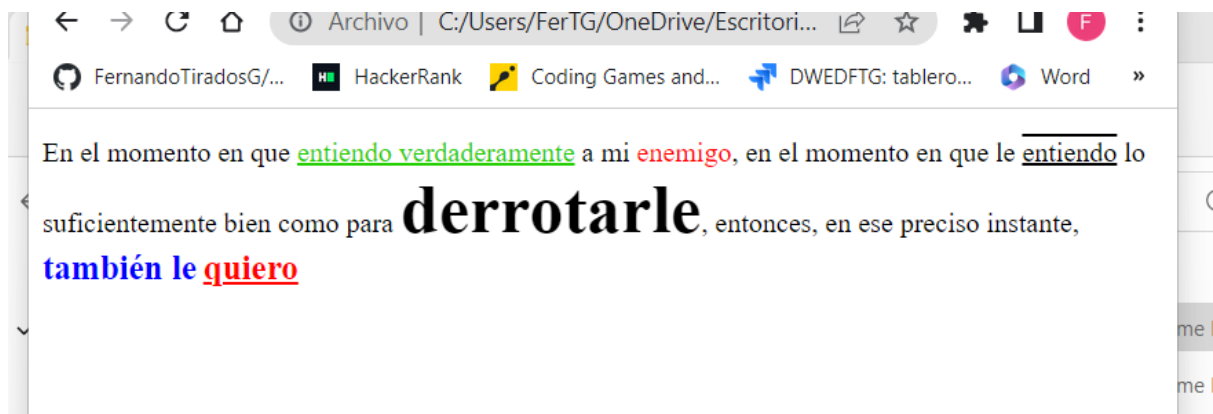 Archivo | C:/Users/FerTG/OneDrive/Escritori... F
FernandoTiradosG/... HackerRank Coding Games and... DWEDFTG: tablero... Word »
En el momento en que entiendo verdaderamente a mi enemigo, en el momento en que le entiendo lo
suficientemente bien como para derrotarle, entonces, en ese preciso instante,
también le quiero
me
me